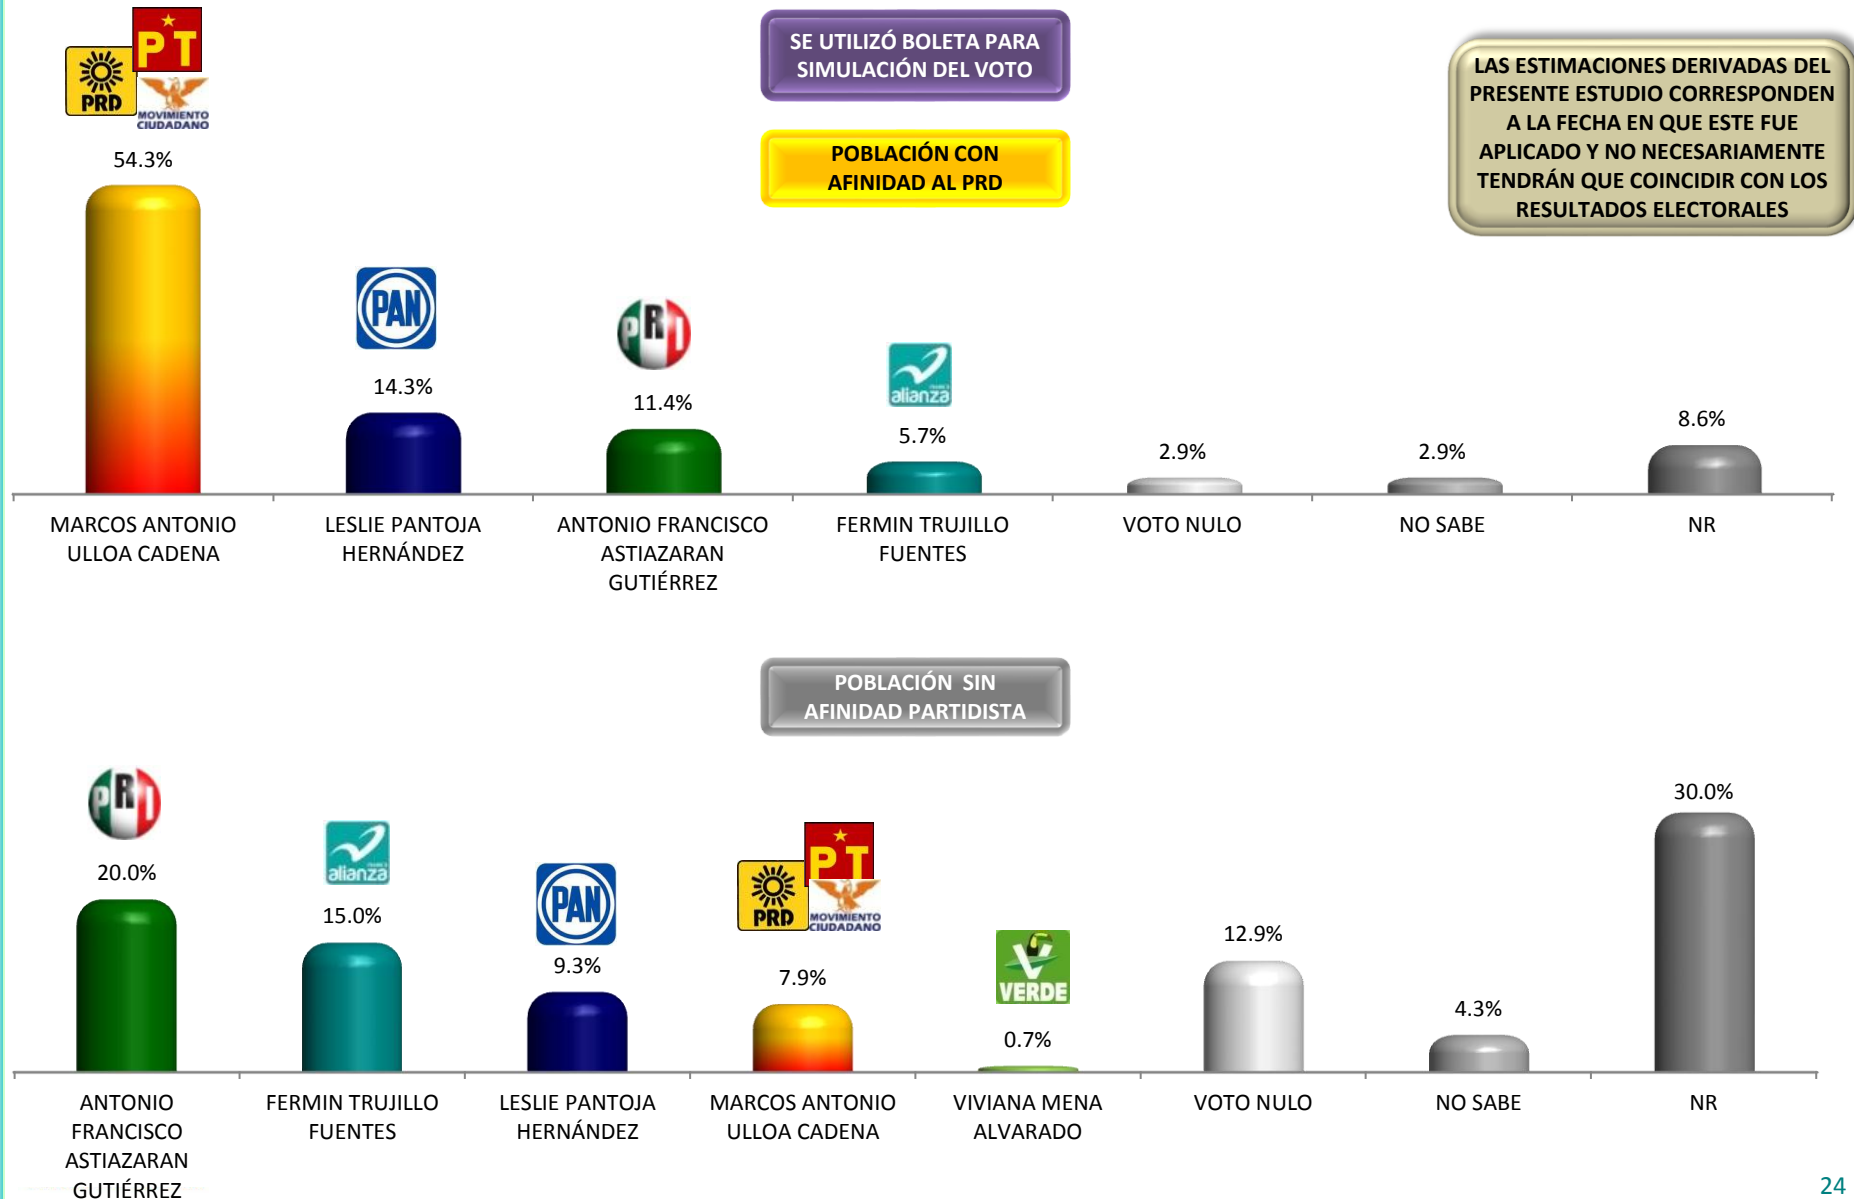 SE UTILIZÓ BOLETA PARA
SIMULACIÓN DEL VOTO
LAS ESTIMACIONES DERIVADAS DEL
PRESENTE ESTUDIO CORRESPONDEN
A LA FECHA EN QUE ESTE FUE
APLICADO Y NO NECESARIAMENTE
TENDRÁN QUE COINCIDIR CON LOS
RESULTADOS ELECTORALES
POBLACIÓN CON
AFINIDAD AL PRD
PT
PRD
MOVIMIENTO
CIUDADANO
54.3%
PAN
14.3%
PRI
11.4%
alianza
5.7%
2.9%
2.9%
8.6%
MARCOS ANTONIO
ULLOA CADENA
LESLIE PANTOJA
HERNÁNDEZ
ANTONIO FRANCISCO
ASTIAZARAN
GUTIÉRREZ
FERMIN TRUJILLO
FUENTES
VOTO NULO
NO SABE
NR
POBLACIÓN SIN
AFINIDAD PARTIDISTA
PRI
20.0%
alianza
15.0%
PAN
9.3%
PT
PRD
MOVIMIENTO
CIUDADANO
7.9%
V
VERDE
0.7%
12.9%
4.3%
30.0%
ANTONIO
FRANCISCO
ASTIAZARAN
GUTIÉRREZ
FERMIN TRUJILLO
FUENTES
LESLIE PANTOJA
HERNÁNDEZ
MARCOS ANTONIO
ULLOA CADENA
VIVIANA MENA
ALVARADO
VOTO NULO
NO SABE
NR
24